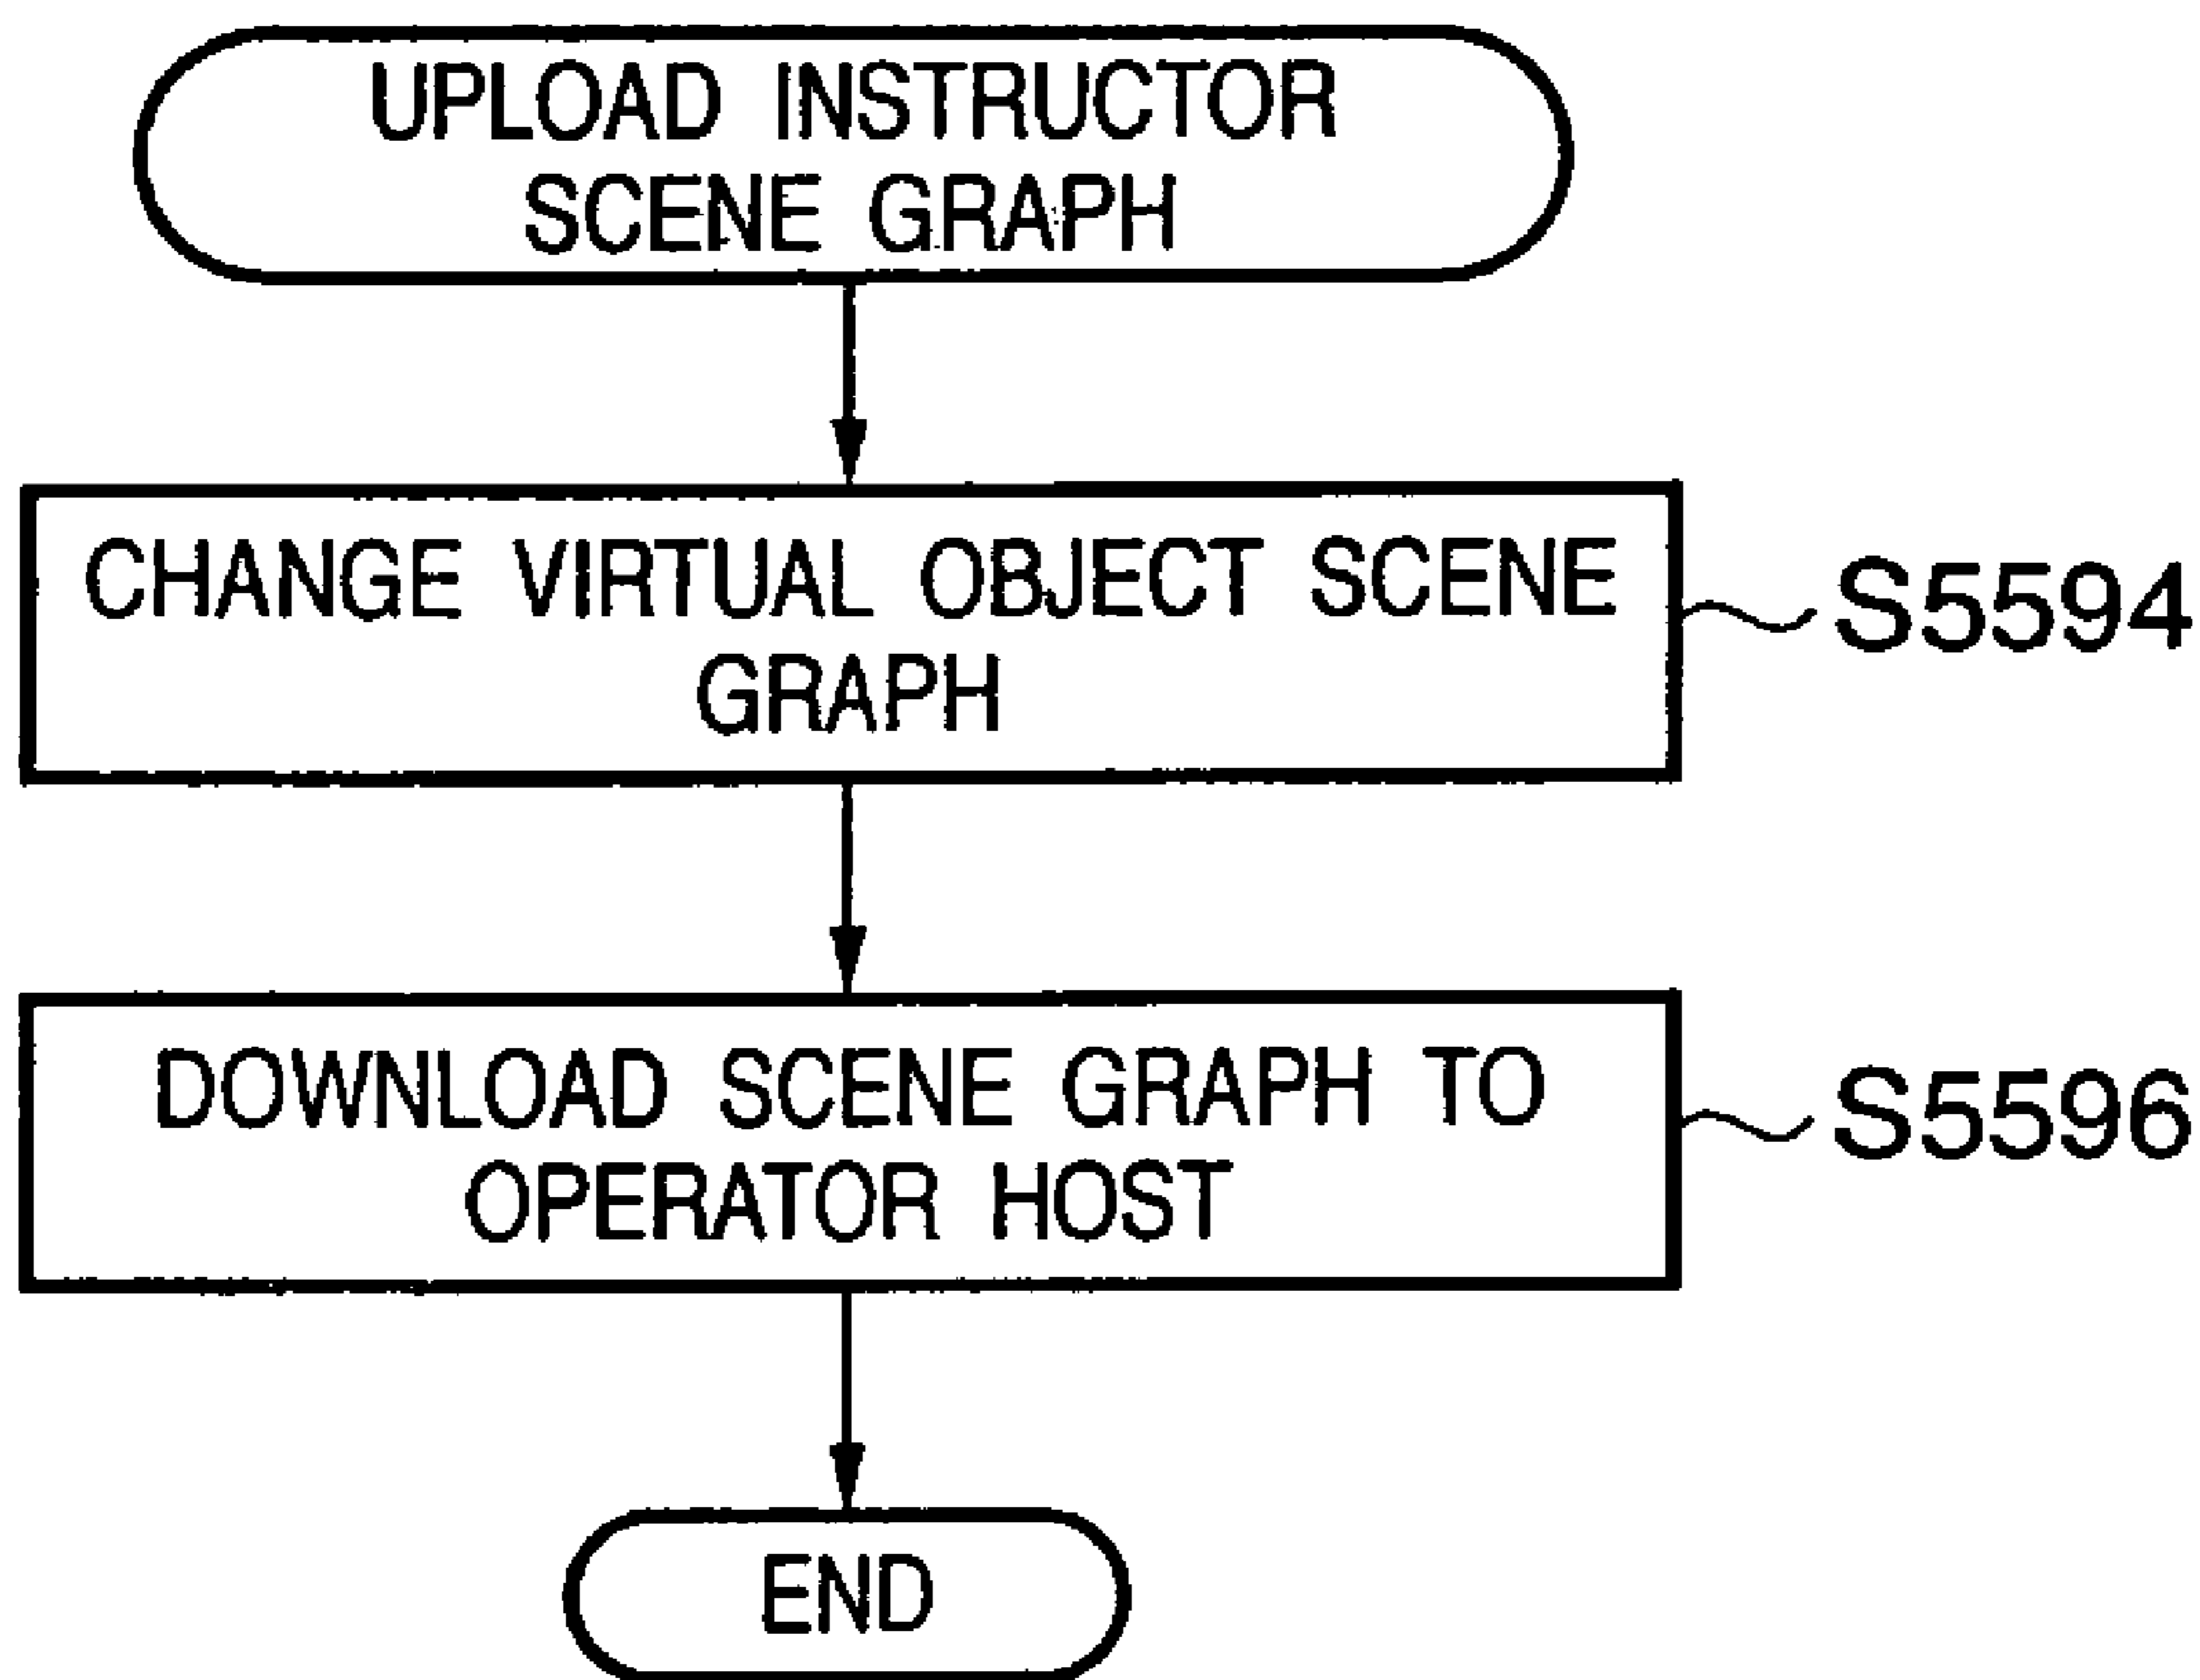 UPLOAD INSTRUCTOR
SCENE GRAPH
CHANGE VIRTUAL OBJECT SCENE
GRAPH
S5594
DOWNLOAD SCENE GRAPH TO
OPERATOR HOST
S5596
END